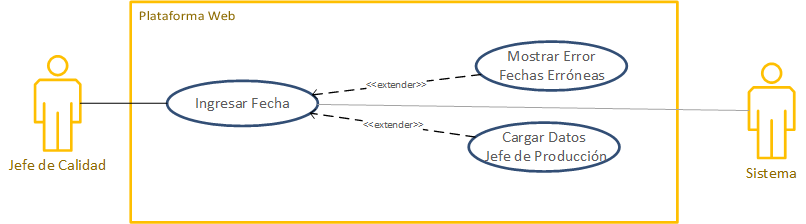 Plataforma Web
Mostrar Error
Fechas Erróneas
<<extender>>
Ingresar Fecha
<<extender>>
Cargar Datos
Jefe de Producción
Jefe de Calidad
Sistema